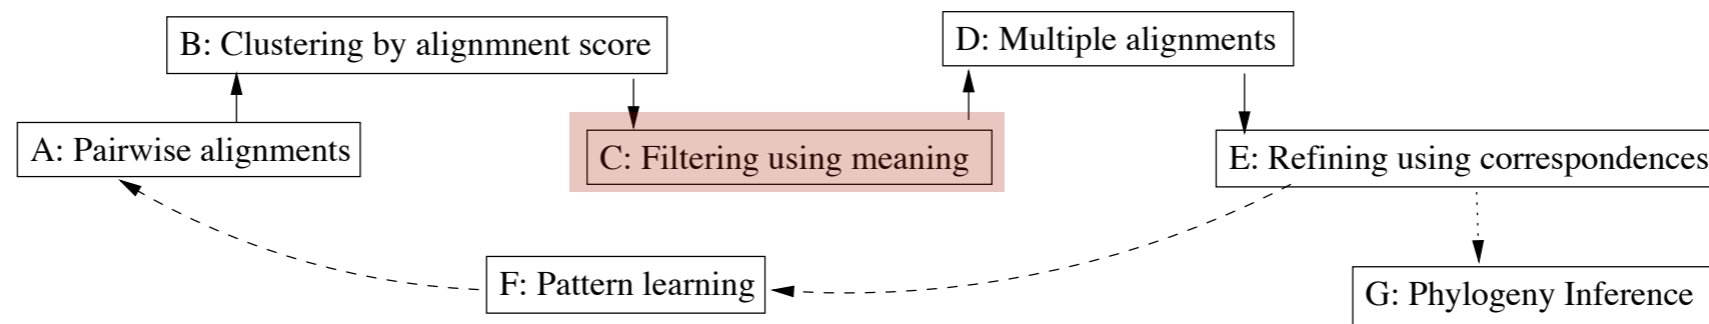 B: Clustering by alignmnent score
D: Multiple alignments
A: Pairwise alignments
C: Filtering using meaning
E: Refining using correspondences
F: Pattern learning
G: Phylogeny Inference